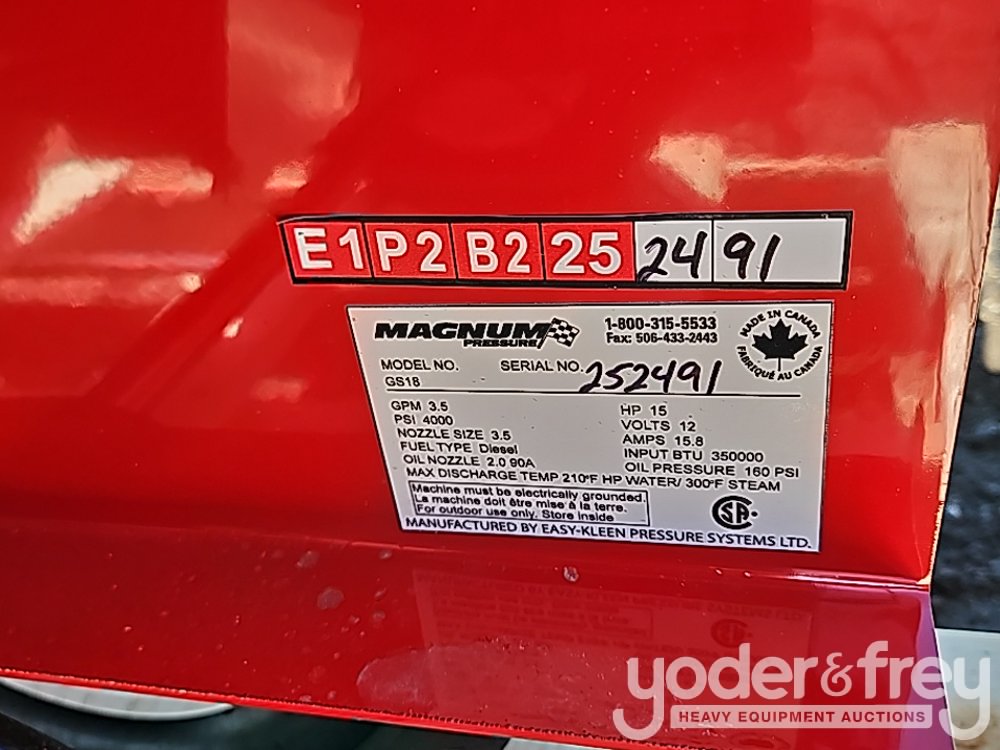 E1 P2 B2 25 24 91
MAGNUM PRESSURE
1-800-315-5533
Fax: 506-433-2443
MADE IN CANADA
FABRIQUÉ AU CANADA
MODEL NO. SERIAL NO. 252491
GS18
GPM 3.5
PSI 4000
NOZZLE SIZE 3.5
FUEL TYPE Diesel
OIL NOZZLE 2.0 90A
HP 15
VOLTS 12
AMPS 15.8
INPUT BTU 350000
OIL PRESSURE 160 PSI
MAX DISCHARGE TEMP 210°F HP WATER/ 300°F STEAM
Machine must be electrically grounded.
La machine doit être mise à la terre.
For outdoor use only. Store inside
SA
MANUFACTURED BY EASY-KLEEN PRESSURE SYSTEMS LTD.
yoder&frey
HEAVY EQUIPMENT AUCTIONS